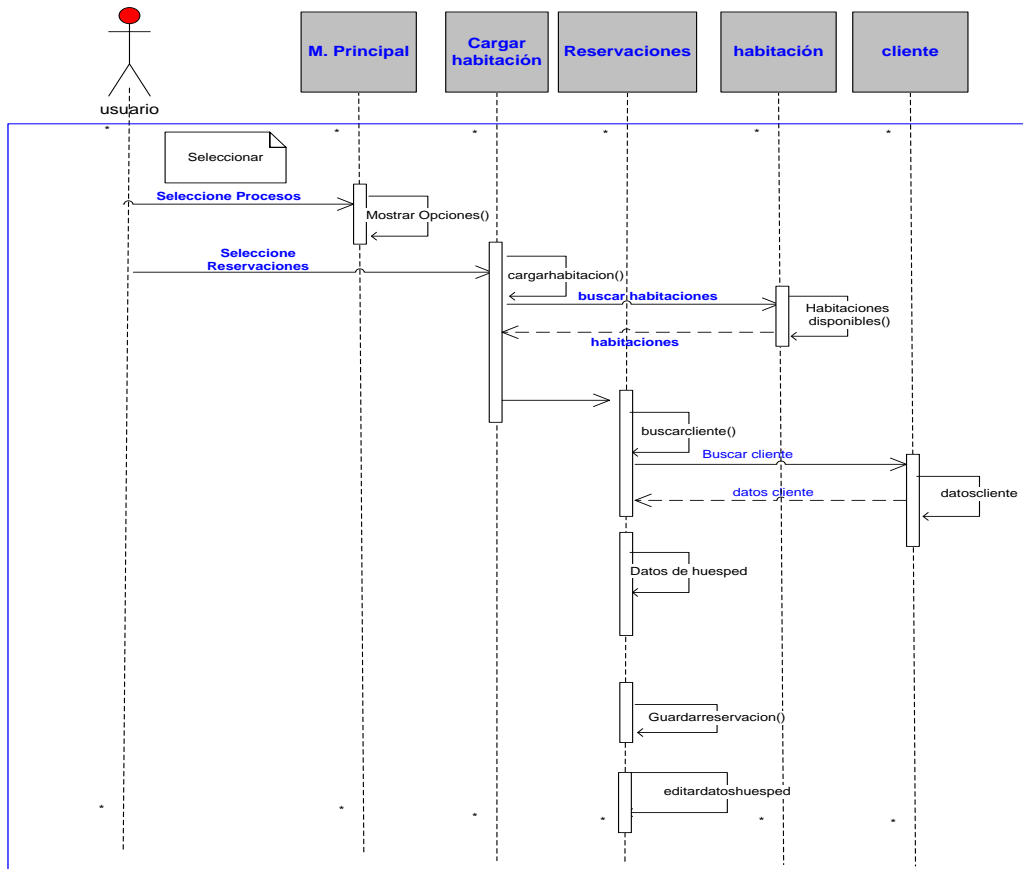 M. Principal
Cargar
habitación
Reservaciones
habitación
cliente
usuario
* * * * * *
Seleccionar
Seleccione Procesos
Mostrar Opciones()
Seleccione
Reservaciones
cargarhabitacion()
buscar habitaciones
Habitaciones
disponibles()
habitaciones
buscarcliente()
Buscar cliente
datos cliente
datoscliente
Datos de huesped
Guardarreservacion()
editardatoshuesped
* * * * * *